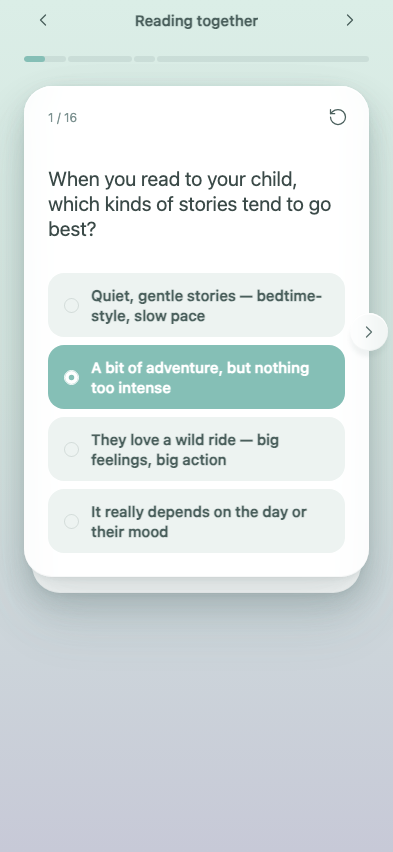 Reading together
1 / 16
When you read to your child,
which kinds of stories tend to go
best?
Quiet, gentle stories — bedtime-
style, slow pace
A bit of adventure, but nothing
too intense
They love a wild ride — big
feelings, big action
It really depends on the day or
their mood